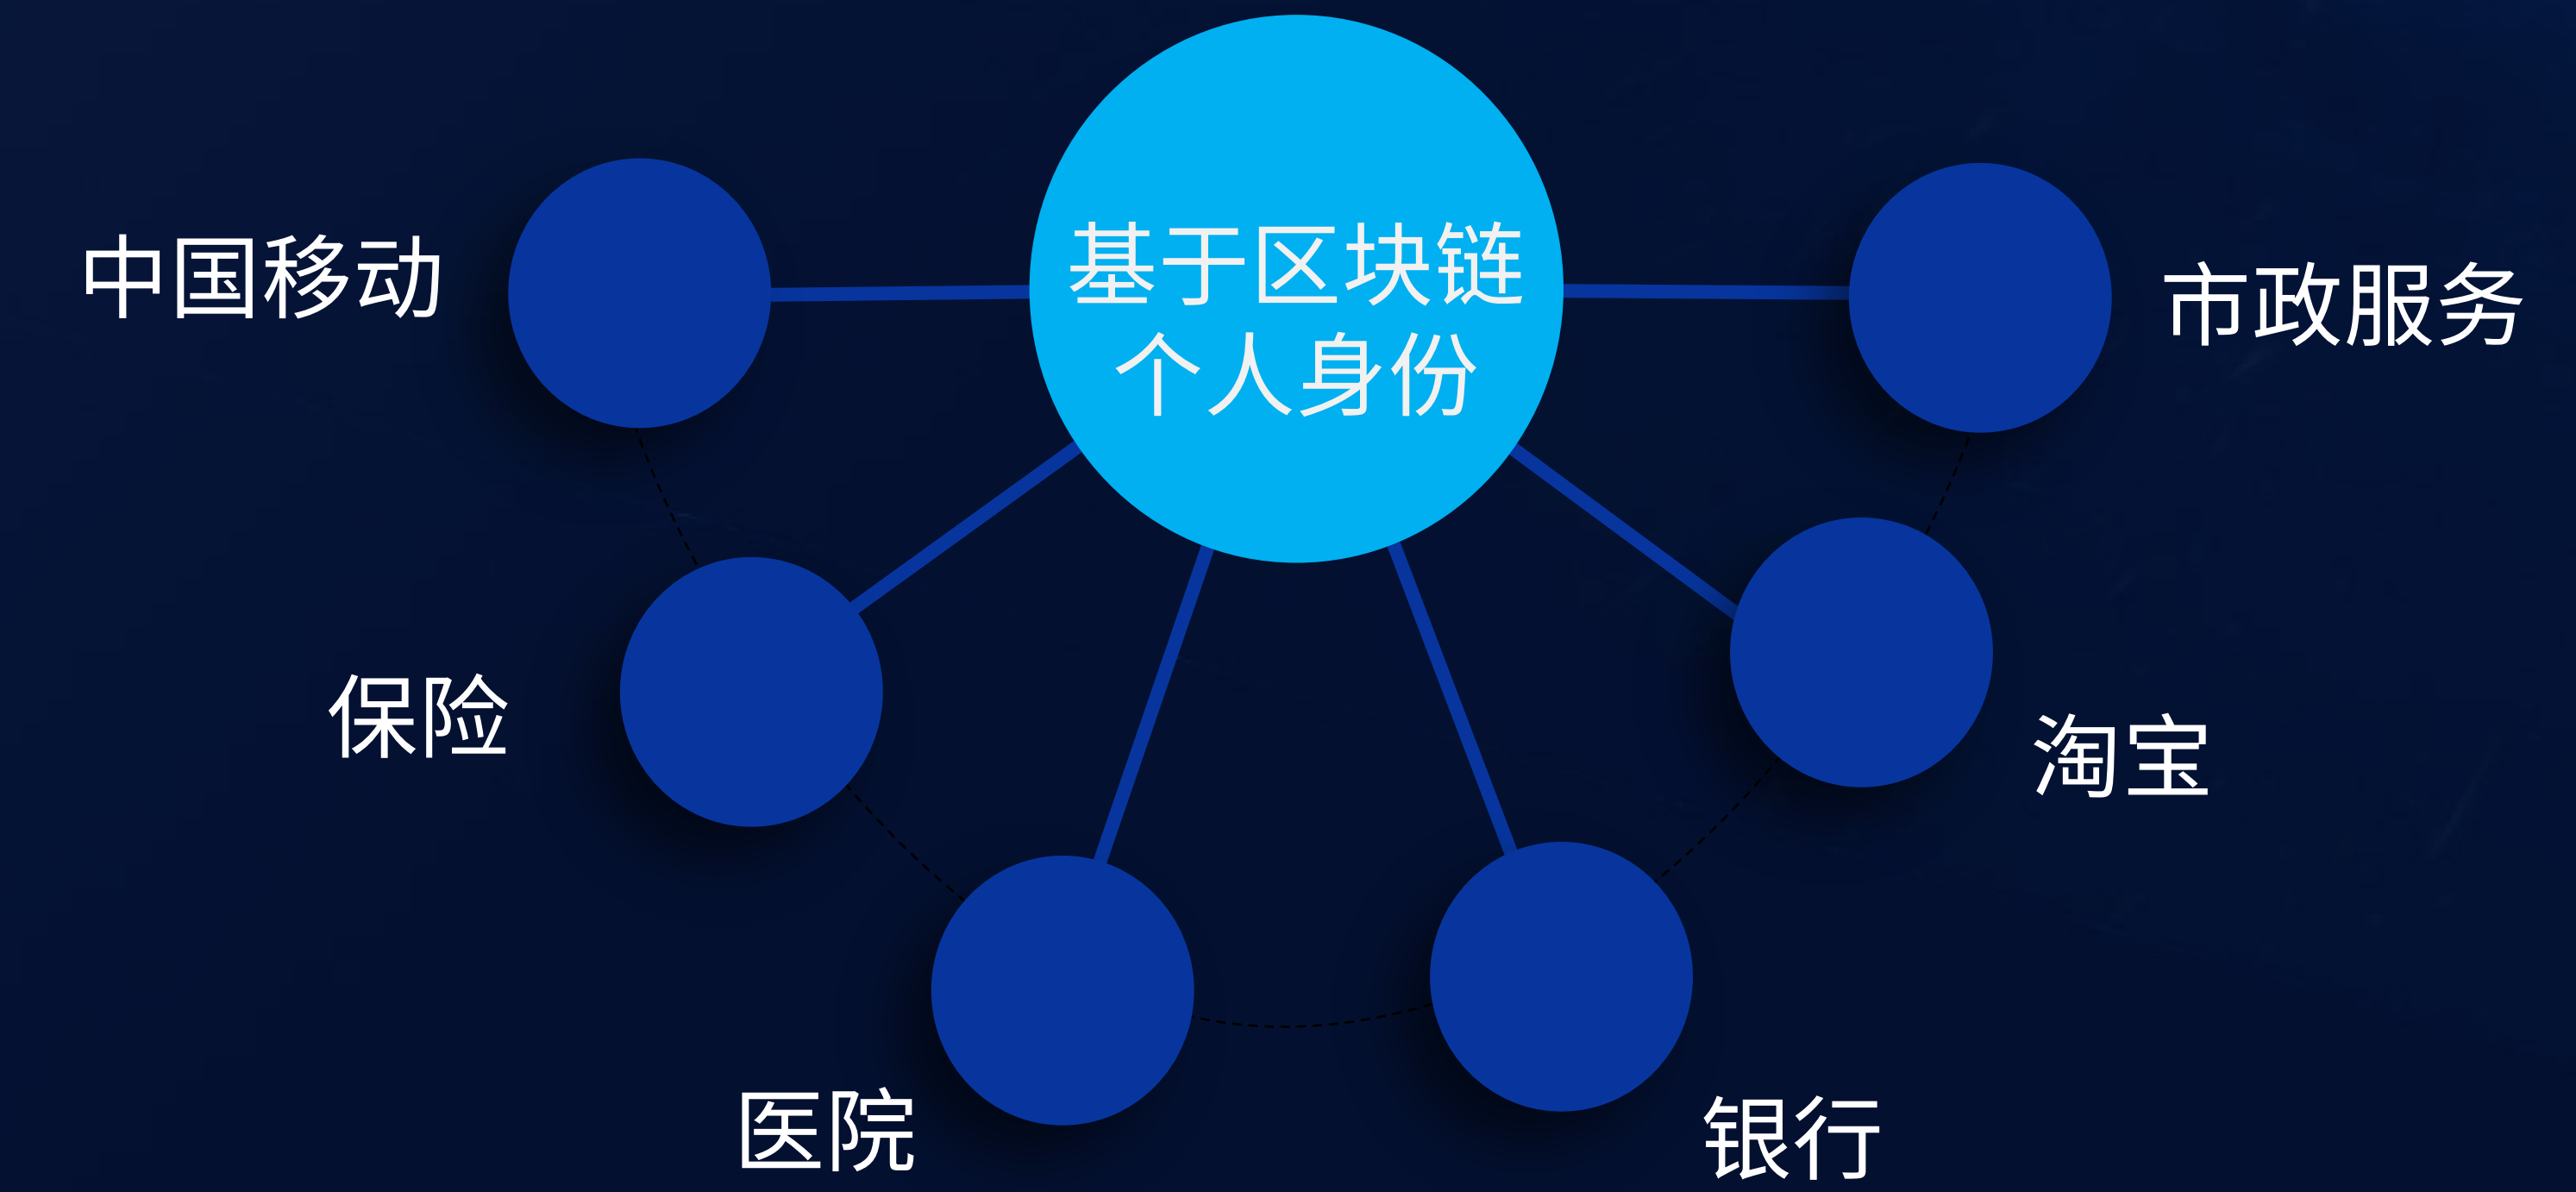 基于区块链
个人身份
中国移动
市政服务
保险
淘宝
医院
银行